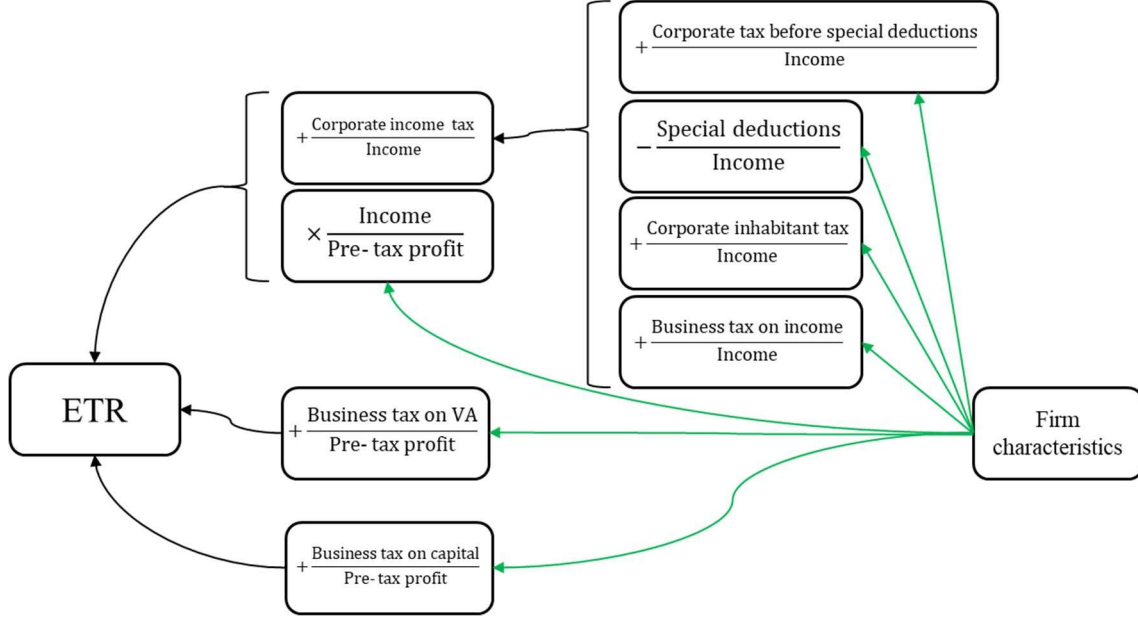 + Corporate tax before special deductions
Income
+ Corporate income tax
Income
− Special deductions
Income
× Income
Pre- tax profit
+ Corporate inhabitant tax
Income
+ Business tax on income
Income
ETR
+ Business tax on VA
Pre- tax profit
Firm
characteristics
+ Business tax on capital
Pre- tax profit